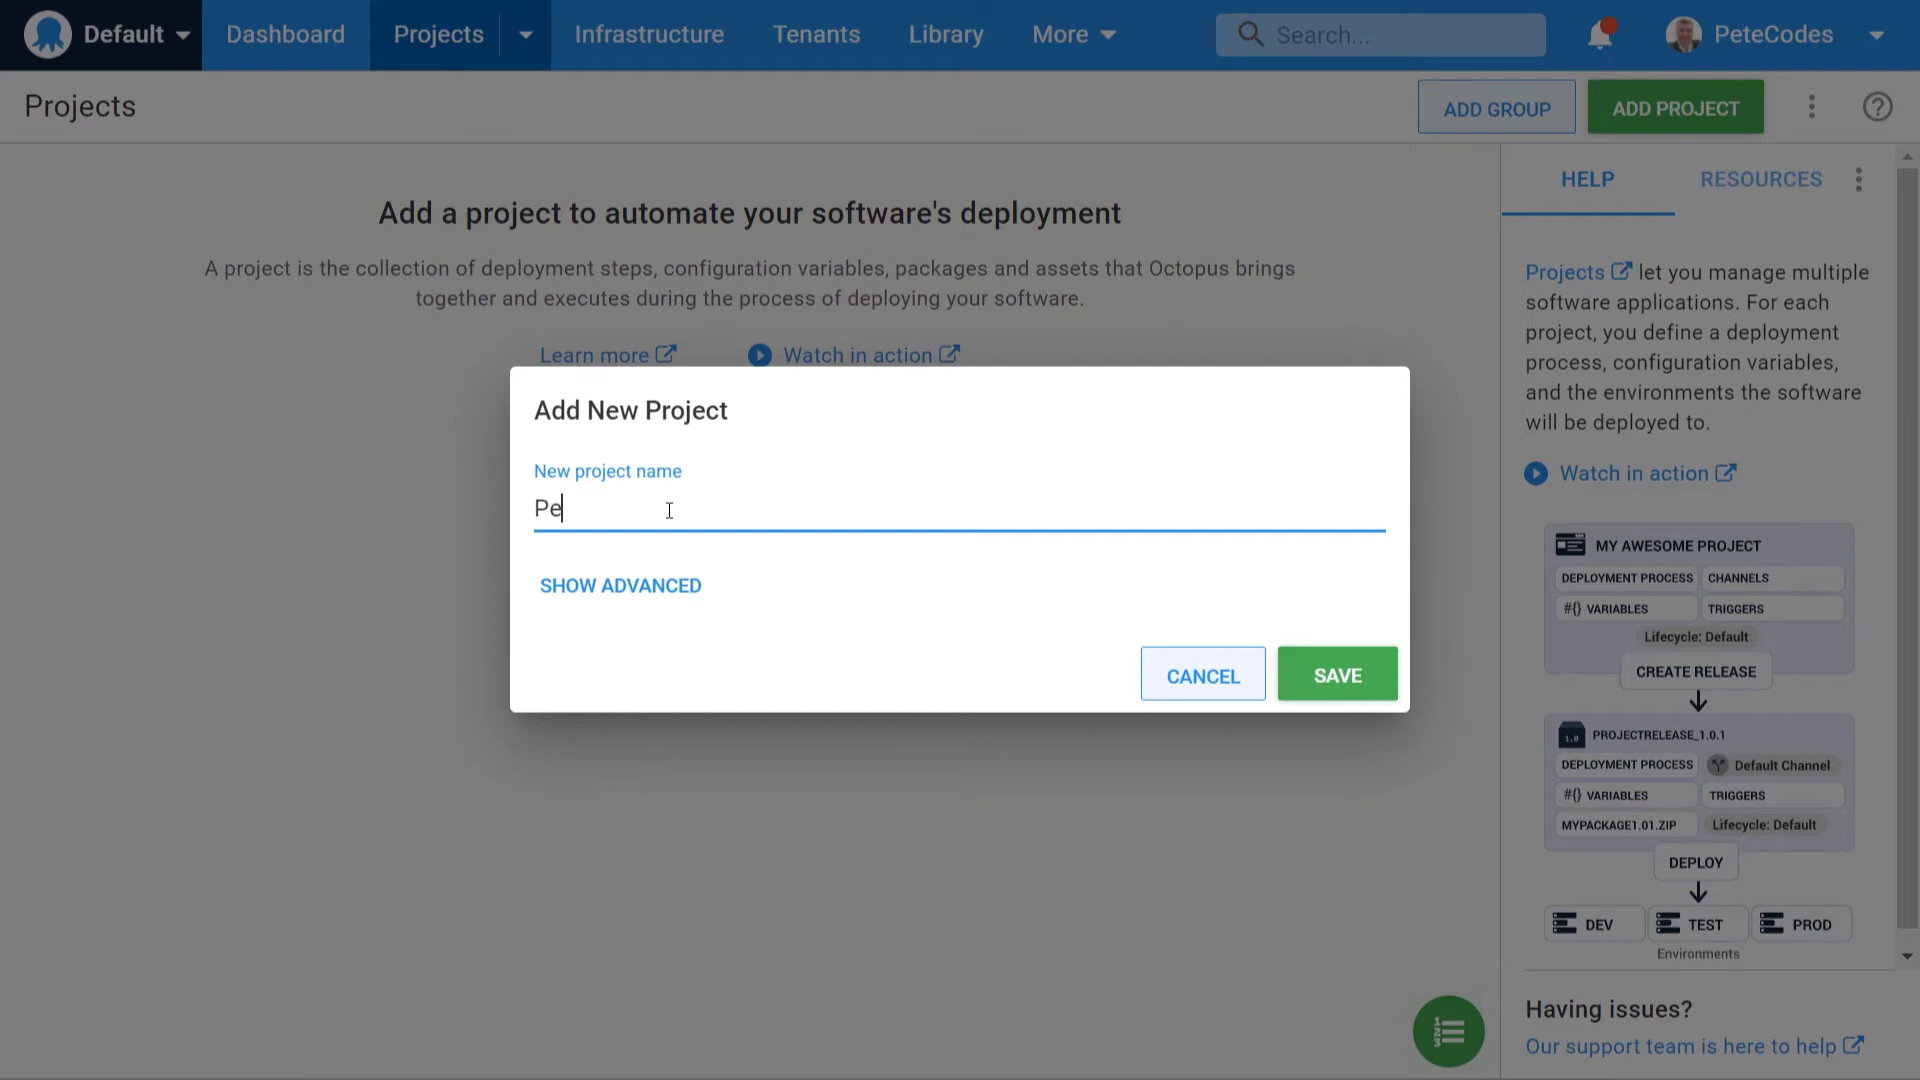 Default
Dashboard
Projects
Infrastructure
Tenants
Library
More
Search...
PeteCodes
Projects
ADD GROUP
ADD PROJECT
Add a project to automate your software's deployment
A project is the collection of deployment steps, configuration variables, packages and assets that Octopus brings
together and executes during the process of deploying your software.
Learn more
Watch in action
Add New Project
New project name
Pe
SHOW ADVANCED
CANCEL
SAVE
HELP
RESOURCES
Projects let you manage multiple
software applications. For each
project, you define a deployment
process, configuration variables,
and the environments the software
will be deployed to.
Watch in action
MY AWESOME PROJECT
DEPLOYMENT PROCESS
CHANNELS
#{} VARIABLES
TRIGGERS
Lifecycle: Default
CREATE RELEASE
1.0
PROJECTRELEASE_1.0.1
DEPLOYMENT PROCESS
Default Channel
#{} VARIABLES
TRIGGERS
MYPACKAGE1.01.ZIP
Lifecycle: Default
DEPLOY
DEV
TEST
PROD
Environments
Having issues?
Our support team is here to help